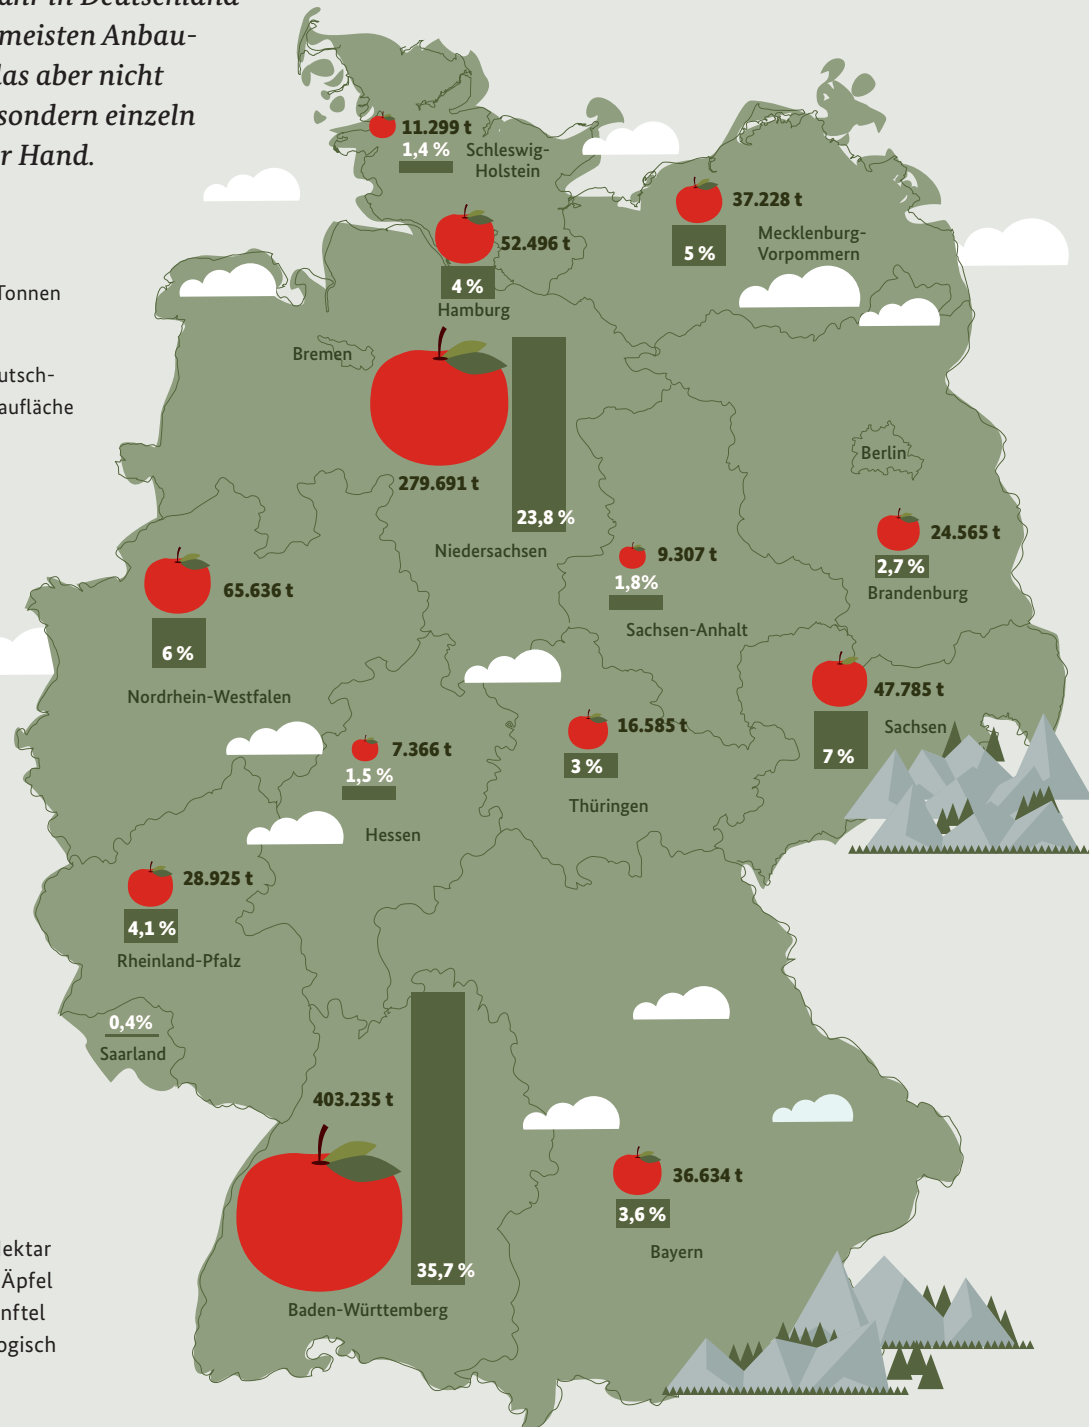 ahr in Deutschland
meisten Anbau-
das aber nicht
sondern einzeln
r Hand.
11.299 t
1,4 %
Schleswig-
Holstein
37.228 t
5 %
Mecklenburg-
Vorpommern
52.496 t
4 %
Hamburg
Tonnen
Bremen
utsch-
aufläche
279.691 t
23,8 %
Niedersachsen
Berlin
24.565 t
2,7 %
Brandenburg
9.307 t
1,8%
Sachsen-Anhalt
65.636 t
6 %
Nordrhein-Westfalen
47.785 t
7 %
Sachsen
16.585 t
3 %
Thüringen
7.366 t
1,5 %
Hessen
28.925 t
4,1 %
Rheinland-Pfalz
0,4%
Saarland
403.235 t
35,7 %
Baden-Württemberg
36.634 t
3,6 %
Bayern
ektar
Äpfel
nftel
ogisch